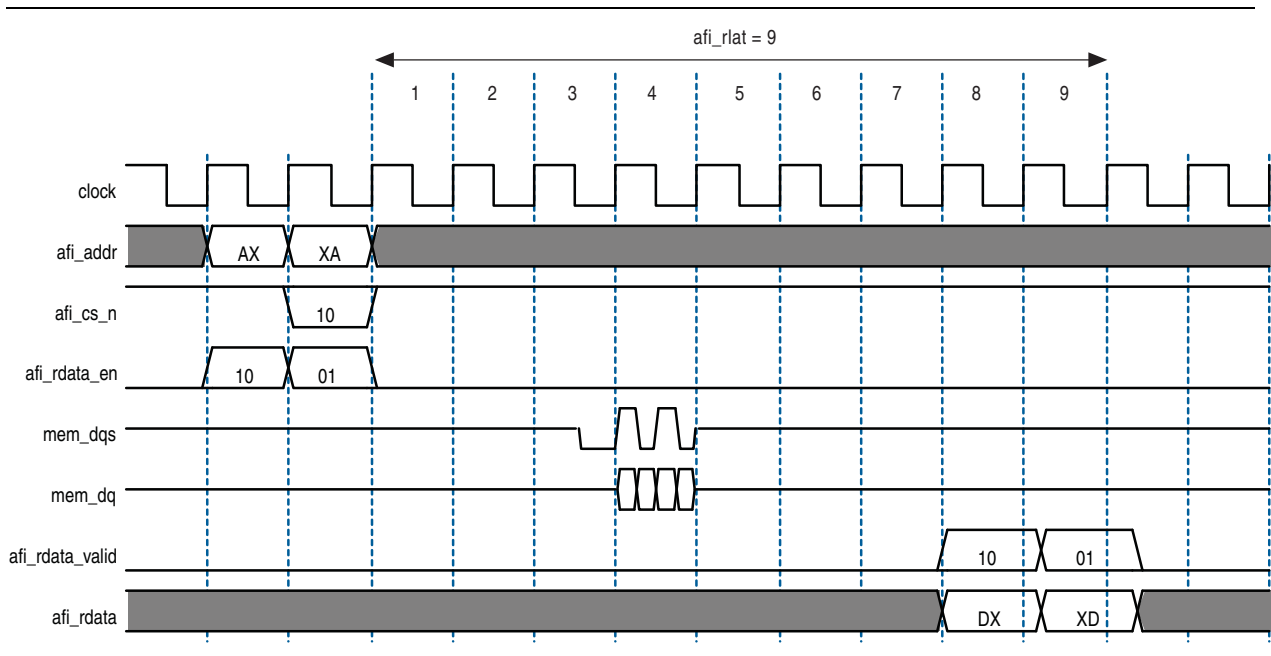 afi_rlat = 9
1 2 3 4 5 6 7 8 9
clock
afi_addr AX XA
afi_cs_n 10
afi_rdata_en 10 01
mem_dqs
mem_dq
afi_rdata_valid 10 01
afi_rdata DX XD